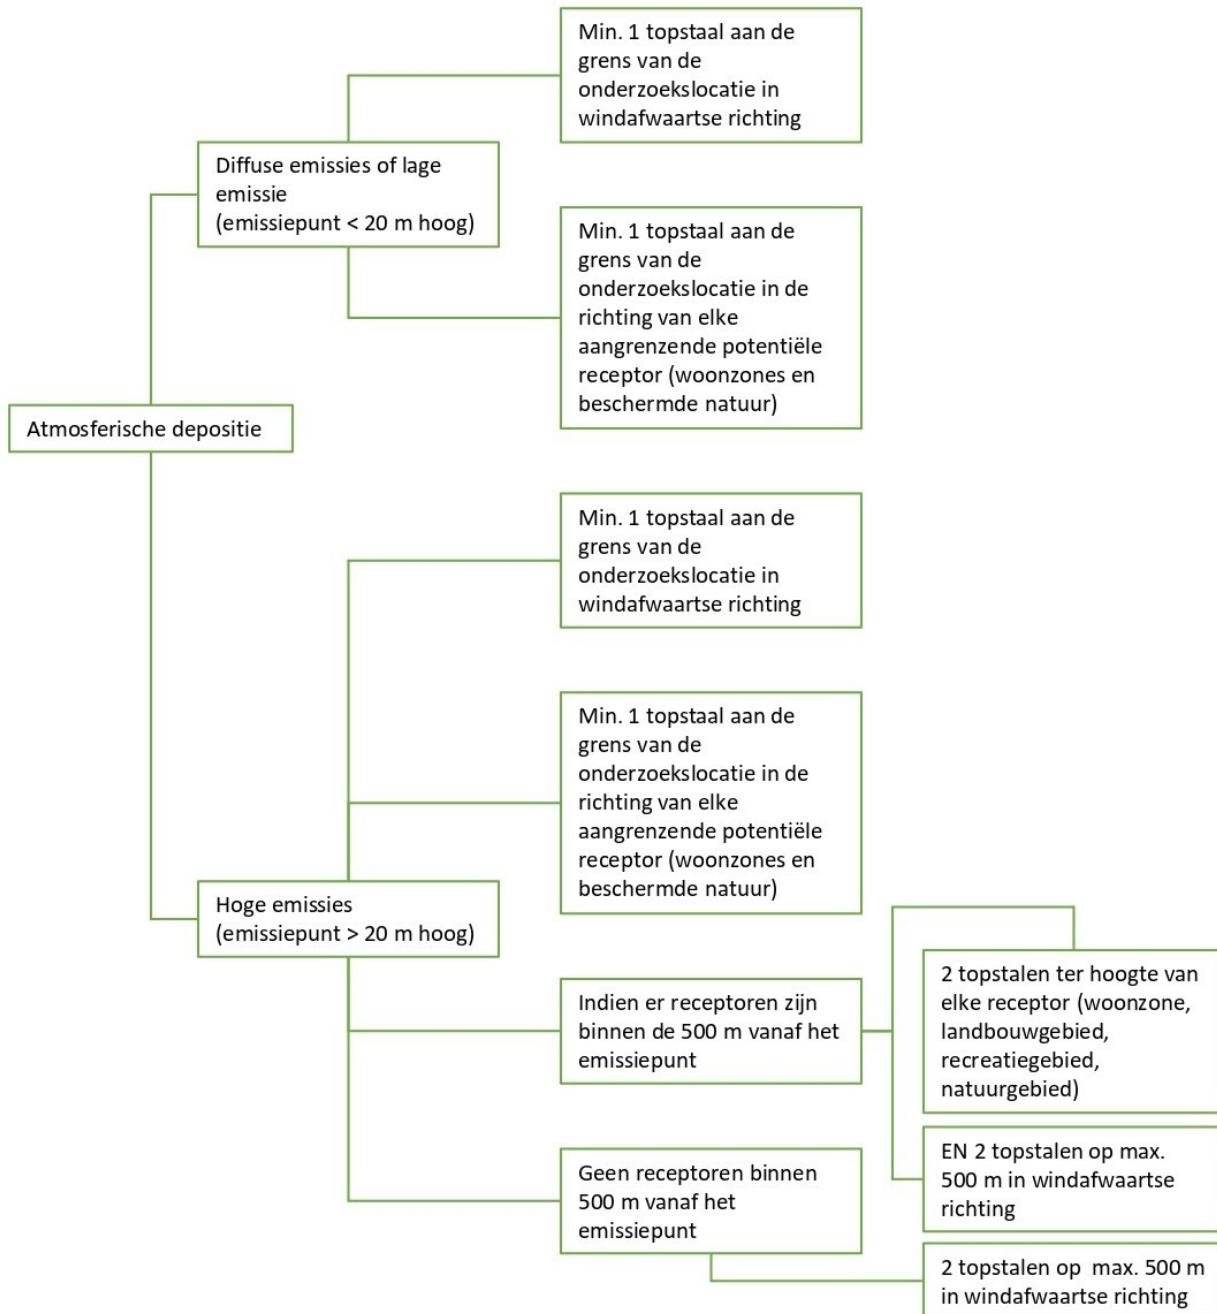 Min. 1 topstaal aan de
grens van de
onderzoekslocatie in
windafwaartse richting
Diffuse emissies of lage
emissie
(emissiepunt < 20 m hoog)
Min. 1 topstaal aan de
grens van de
onderzoekslocatie in de
richting van elke
aangrenzende potentiële
receptor (woonzones en
beschermde natuur)
Atmosferische depositie
Min. 1 topstaal aan de
grens van de
onderzoekslocatie in
windafwaartse richting
Min. 1 topstaal aan de
grens van de
onderzoekslocatie in de
richting van elke
aangrenzende potentiële
receptor (woonzones en
beschermde natuur)
Hoge emissies
(emissiepunt > 20 m hoog)
Indien er receptoren zijn
binnen de 500 m vanaf het
emissiepunt
2 topstalen ter hoogte van
elke receptor (woonzone,
landbouwgebied,
recreatiegebied,
natuurgebied)
EN 2 topstalen op max.
500 m in windafwaartse
richting
Geen receptoren binnen
500 m vanaf het
emissiepunt
2 topstalen op  max. 500 m
in windafwaartse richting